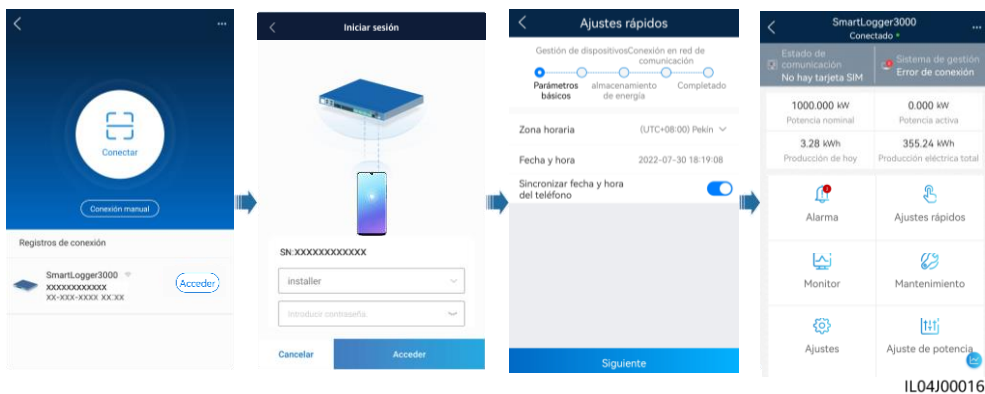 Conectar
Conexión manual
Registros de conexión
SmartLogger3000
XXXXXXXXXXXX
XX-XXX-XXXX XX:XX
Acceder
Iniciar sesión
SN:XXXXXXXXXXXXX
installer
Introducir contraseña.
Cancelar
Acceder
Ajustes rápidos
Gestión de dispositivosConexión en red de
comunicación
Parámetros
básicos
almacenamiento
de energía
Completado
Zona horaria
(UTC+08:00) Pekín
Fecha y hora
2022-07-30 18:19:08
Sincronizar fecha y hora
del teléfono
Siguiente
SmartLogger3000
Conectado
Estado de
comunicación
No hay tarjeta SIM
Sistema de gestión
Error de conexión
1000.000 kW
Potencia nominal
0.000 kW
Potencia activa
3.28 kWh
Producción de hoy
355.24 kWh
Producción eléctrica total
Alarma
Ajustes rápidos
Monitor
Mantenimiento
Ajustes
Ajuste de potencia
IL04J00016